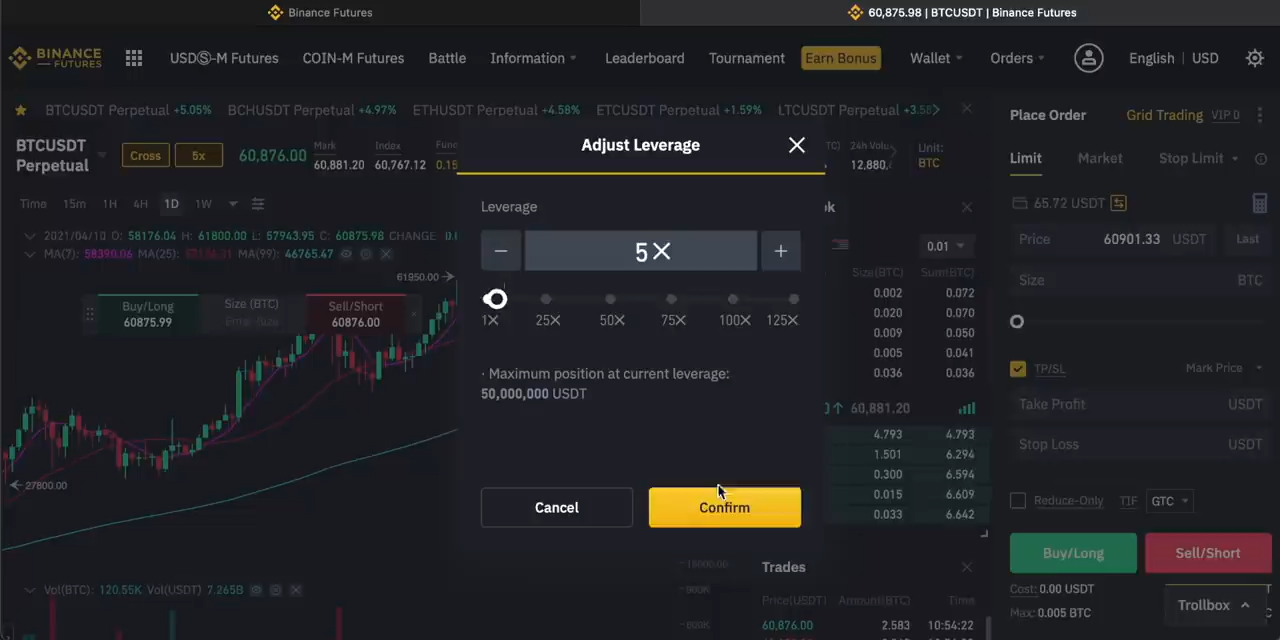 Binance Futures
60,875.98 | BTCUSDT | Binance Futures
BINANCE
FUTURES
USDⓈ-M Futures COIN-M Futures Battle Information Leaderboard Tournament Earn Bonus Wallet Orders English USD
BTCUSDT Perpetual +5.05% BCHUSDT Perpetual +4.97% ETHUSDT Perpetual +4.58% ETCUSDT Perpetual +1.59% LTCUSDT Perpetual
BTCUSDT
Perpetual
Cross 5x 60,876.00
Mark
60,881.20
Index
60,767.12
24h
12,880,
Unit:
BTC
Time 15m 1H 4H 1D 1W
2021/04/10 O: 58176.04 H: 61800.00 L: 57943.95 C: 60875.98 CHANGE
MA(7): 58390.06 MA(25): MA(99): 46765.47
61950.00
Buy/Long
60875.99
Size (BTC)
Enter Size
Sell/Short
60876.00
27800.00
Vol(BTC): 120.55K Vol(USDT) 7.265B
Adjust Leverage
Leverage
− 5X +
1X 25X 50X 75X 100X 125X
· Maximum position at current leverage:
50,000,000 USDT
Cancel Confirm
0.01
Size(BTC) Sum(BTC)
0.002 0.072
0.020 0.070
0.009 0.050
0.005 0.041
0.036 0.036
60,881.20
4.793 4.793
1.501 6.294
0.300 6.594
0.015 6.609
0.033 6.642
Trades
Price(USDT) Amount(BTC) Time
60,876.00 2.583 10:54:22
Place Order Grid Trading VIP 0
Limit Market Stop Limit
65.72 USDT
Price 60901.33 USDT Last
Size BTC
TP/SL Mark Price
Take Profit USDT
Stop Loss USDT
Reduce-Only TIF GTC
Buy/Long Sell/Short
Cost: 0.00 USDT
Max: 0.005 BTC
Trollbox